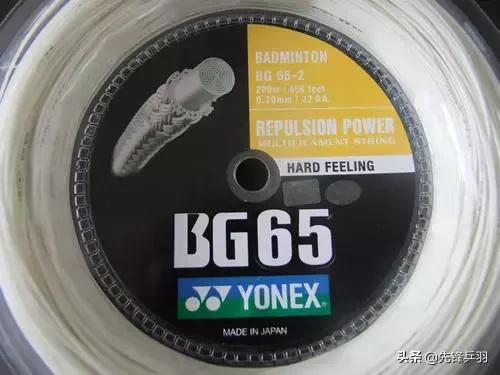 BADMINTON
BG 65-2
200m / 656 feet
0.70mm / 22 GA.
REPULSION POWER
MULTIFILAMENT STRING
HARD FEELING
BG65
YONEX®
MADE IN JAPAN
头条 @先锋乒羽